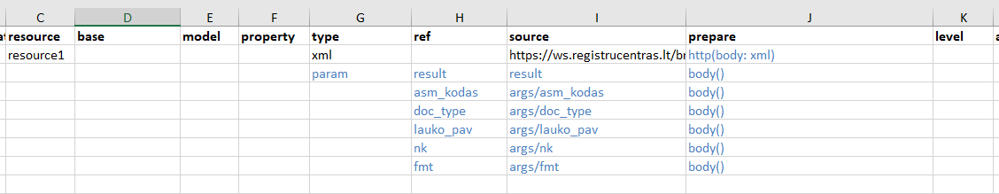 C D E F G H I J K
resource base model property type ref source prepare level
resource1 xml https://ws.registrucentras.lt/br http(body: xml)
param result result body()
asm_kodas args/asm_kodas body()
doc_type args/doc_type body()
lauko_pav args/lauko_pav body()
nk args/nk body()
fmt args/fmt body()